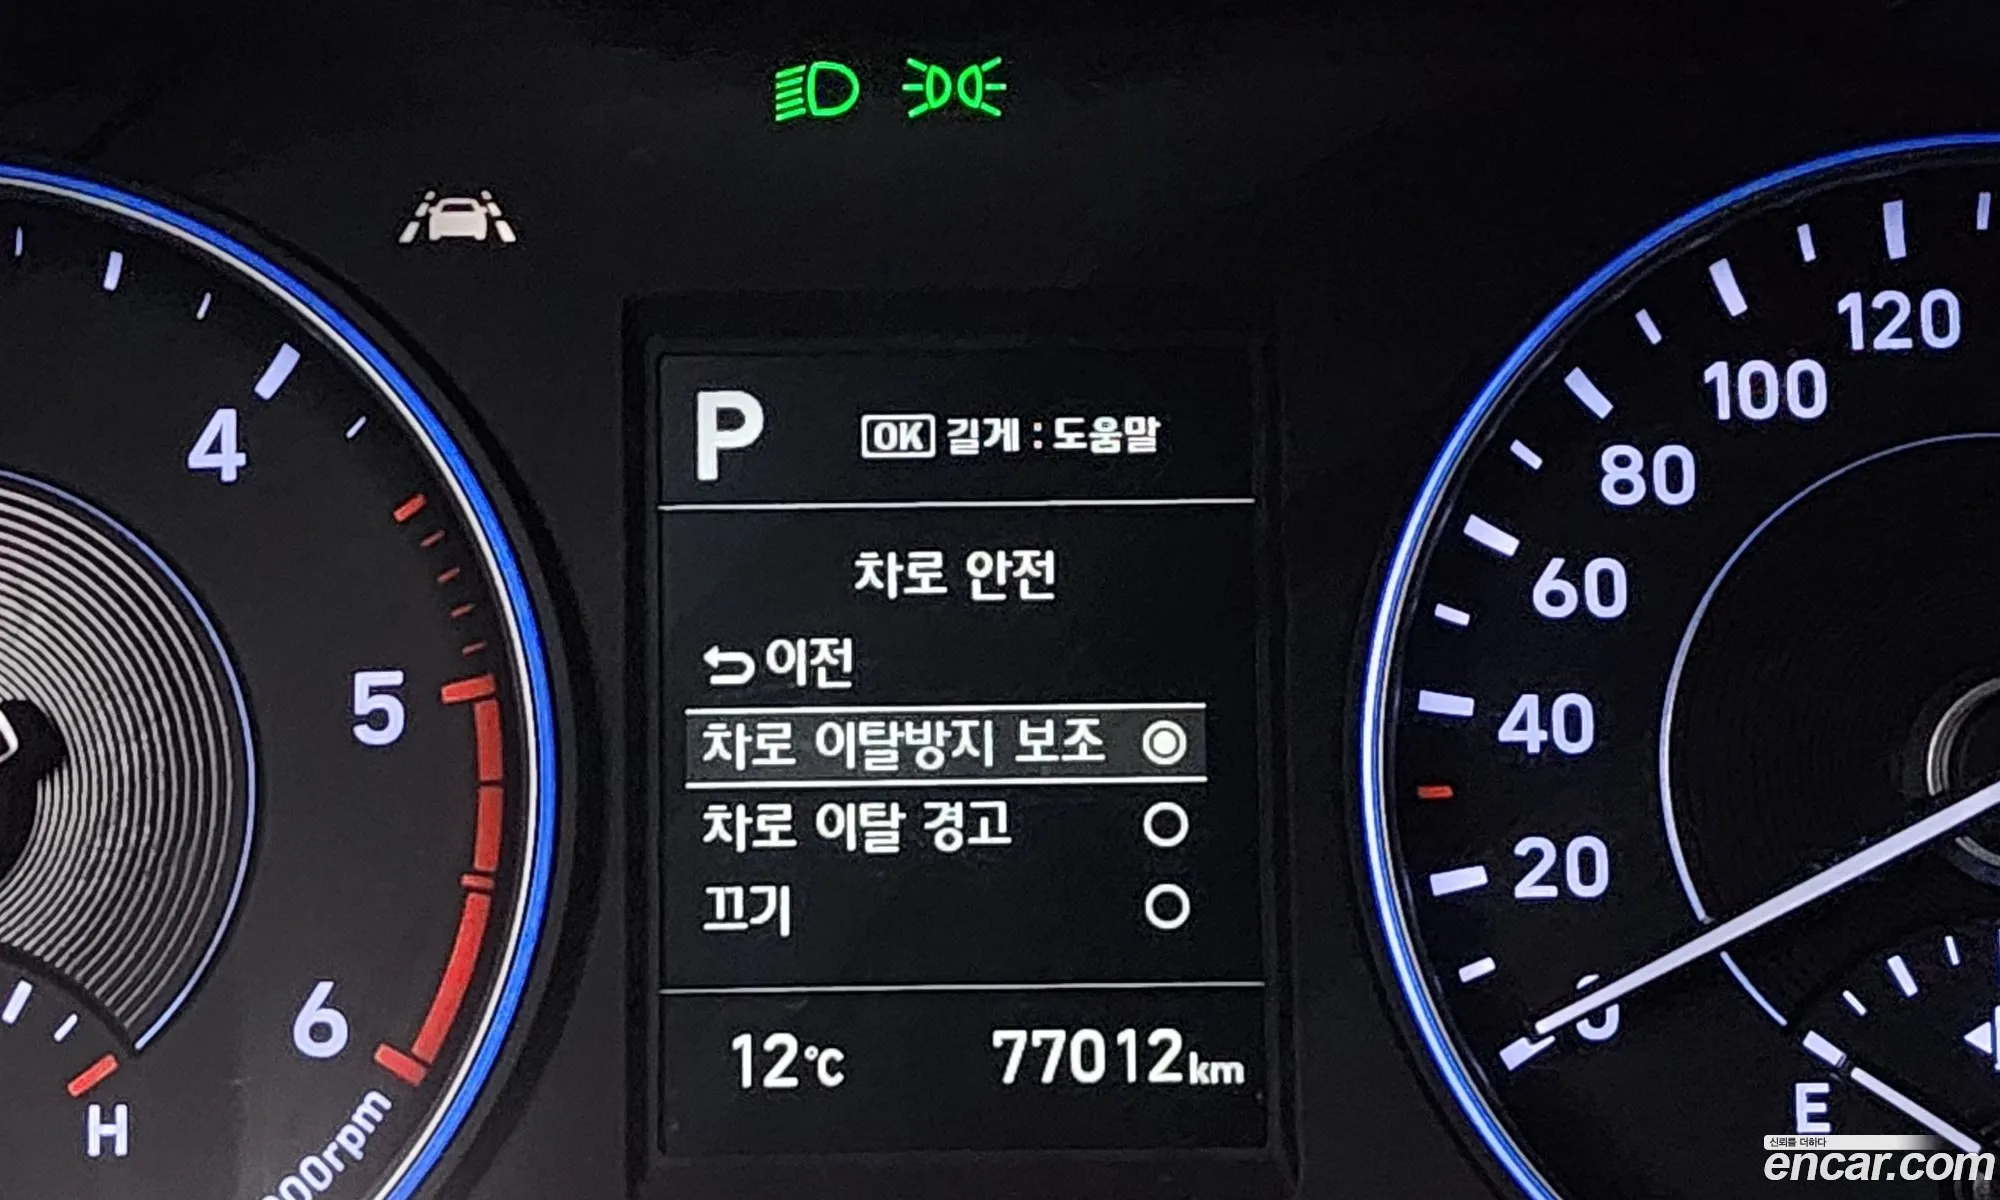 4
5
6
H
000rpm
P
OK 길게 : 도움말
차로 안전
이전
차로 이탈방지 보조
차로 이탈 경고
끄기
12℃ 77012km
120
100
80
60
40
20
0
E
신뢰를 더하다
encar.com